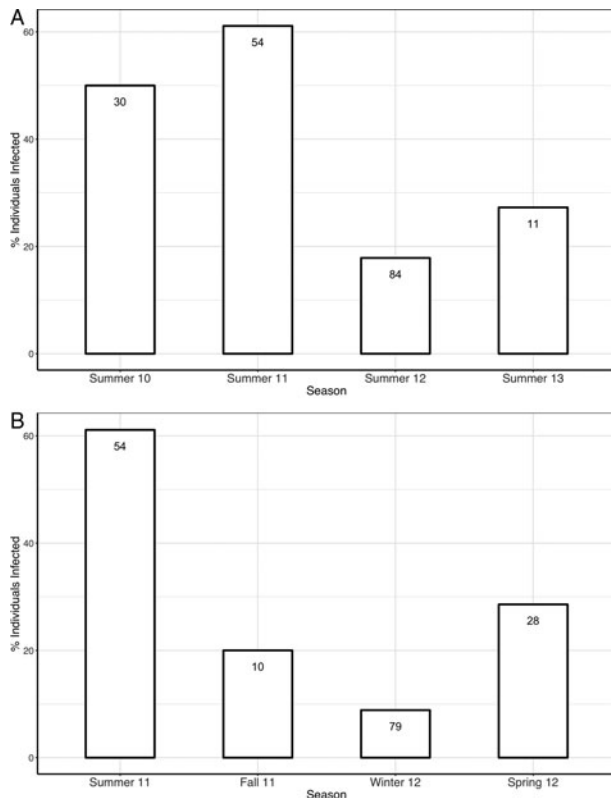 A
% Individuals Infected
60
40
20
0
30
54
84
11
Summer 10 Summer 11 Summer 12 Summer 13
Season
B
% Individuals Infected
60
40
20
0
54
10
79
28
Summer 11 Fall 11 Winter 12 Spring 12
Season